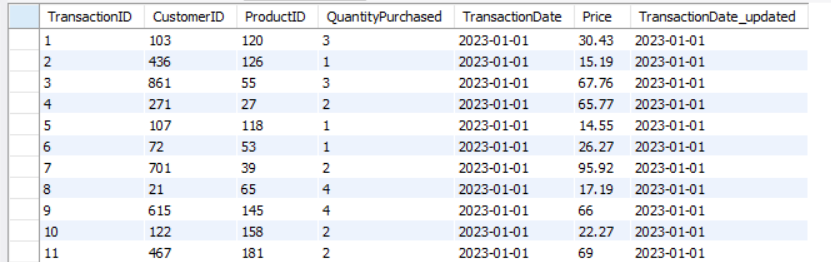 TransactionID CustomerID ProductID QuantityPurchased TransactionDate Price TransactionDate_updated
1 103 120 3 2023-01-01 30.43 2023-01-01
2 436 126 1 2023-01-01 15.19 2023-01-01
3 861 55 3 2023-01-01 67.76 2023-01-01
4 271 27 2 2023-01-01 65.77 2023-01-01
5 107 118 1 2023-01-01 14.55 2023-01-01
6 72 53 1 2023-01-01 26.27 2023-01-01
7 701 39 2 2023-01-01 95.92 2023-01-01
8 21 65 4 2023-01-01 17.19 2023-01-01
9 615 145 4 2023-01-01 66 2023-01-01
10 122 158 2 2023-01-01 22.27 2023-01-01
11 467 181 2 2023-01-01 69 2023-01-01